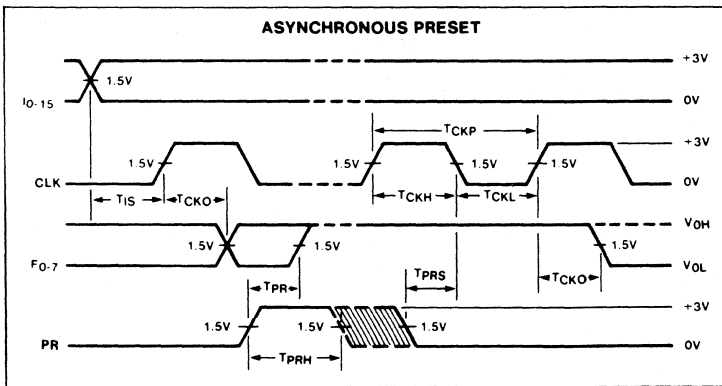 ASYNCHRONOUS PRESET
+3V
1.5V
I0-15
0V
TCKP
+3V
1.5V 1.5V 1.5V 1.5V
CLK
0V
TIS TCKO TCKH TCKL
VOH
1.5V 1.5V 1.5V
F0-7
VOL
TPR TPRS TCKO
+3V
1.5V 1.5V 1.5V
PR
0V
TPRH